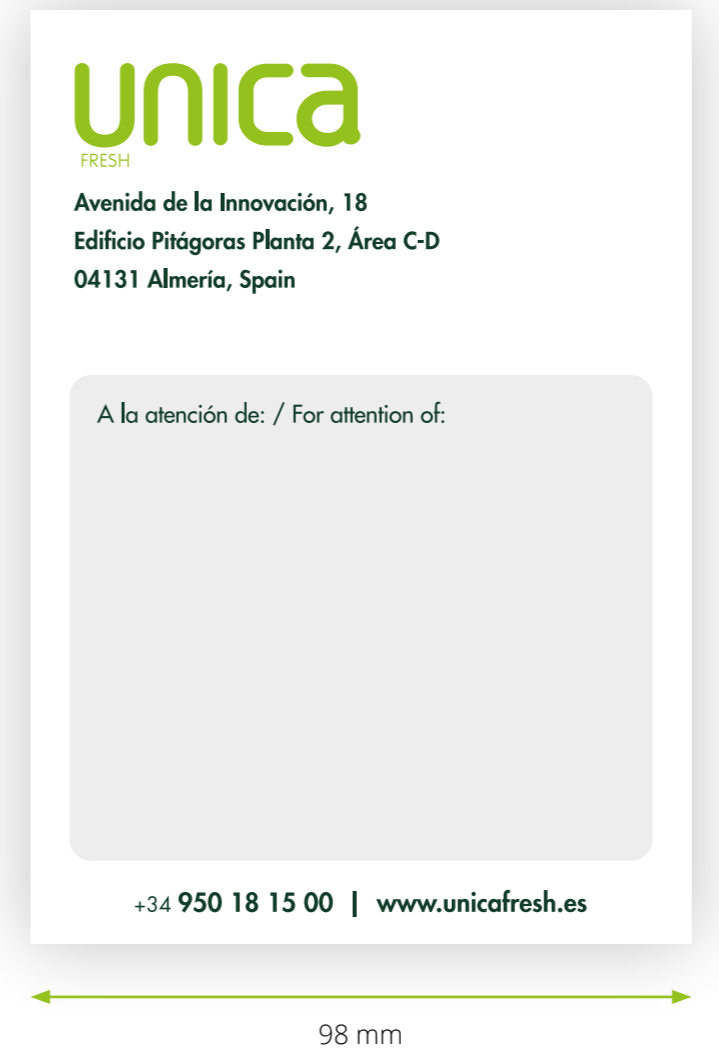 unica
FRESH
Avenida de la Innovación, 18
Edificio Pitágoras Planta 2, Área C-D
04131 Almería, Spain
A la atención de: / For attention of:
+34 950 18 15 00 | www.unicafresh.es
98 mm